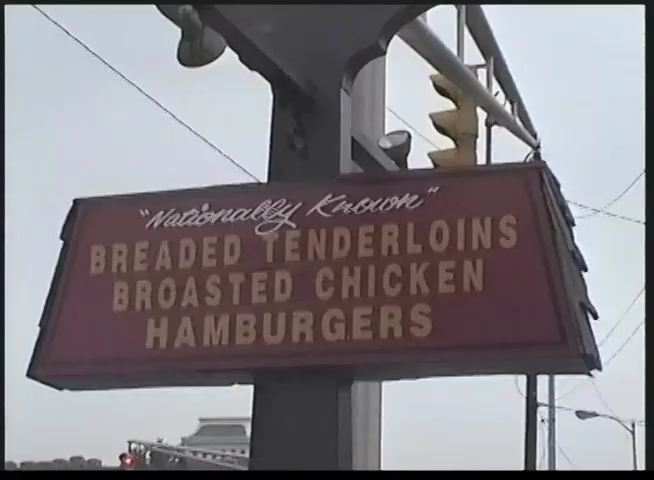 "Nationally Known"
BREADED TENDERLOINS
BROASTED CHICKEN
HAMBURGERS